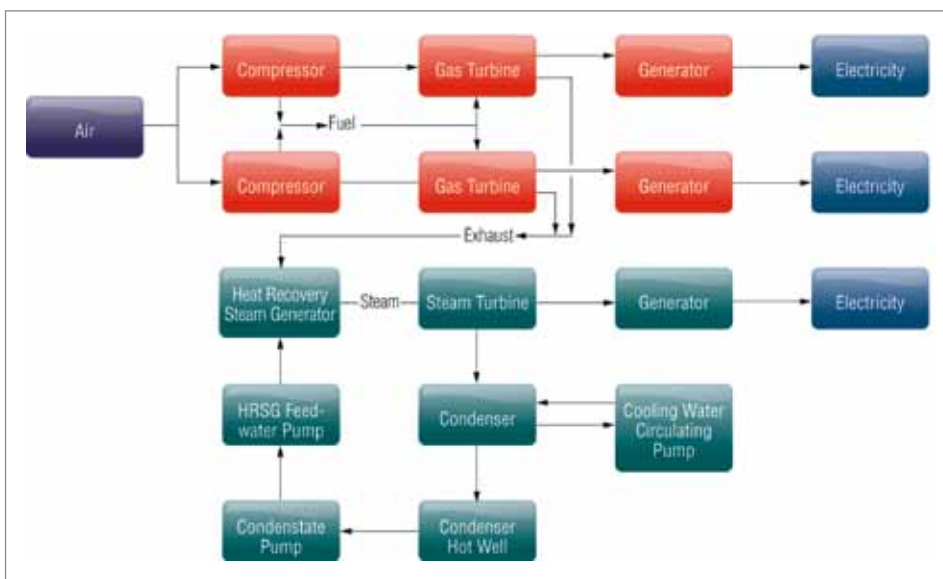 Compressor
Gas Turbine
Generator
Electricity
Air
Fuel
Compressor
Gas Turbine
Generator
Electricity
Exhaust
Heat Recovery
Steam Generator
Steam
Steam Turbine
Generator
Electricity
HRSG Feed-
water Pump
Condenser
Cooling Water
Circulating
Pump
Condenstate
Pump
Condenser
Hot Well